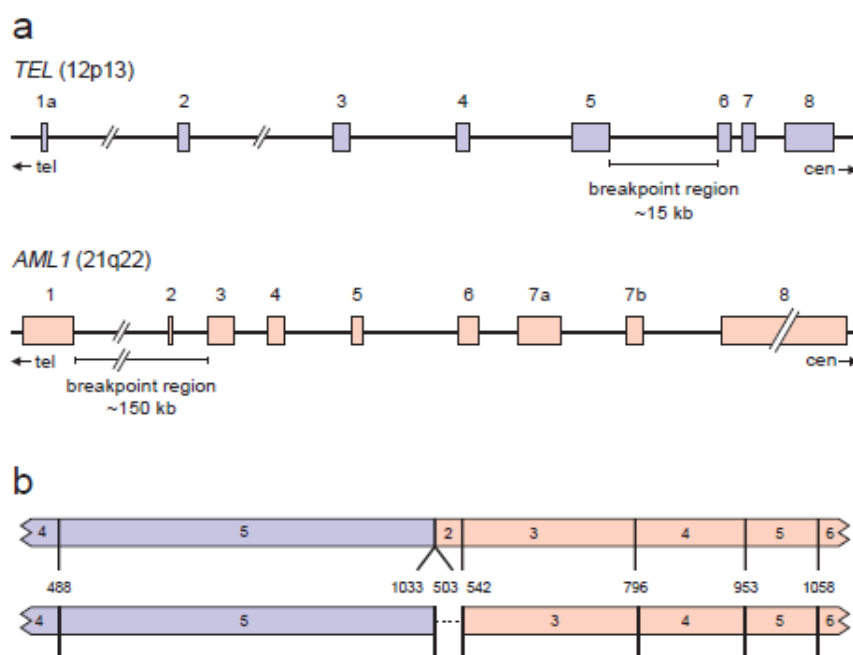 a
TEL (12p13)
1a 2 3 4 5 6 7 8
← tel cen →
breakpoint region
~15 kb
AML1 (21q22)
1 2 3 4 5 6 7a 7b 8
← tel cen →
breakpoint region
~150 kb
b
4 5 2 3 4 5 6
488 1033 503 542 796 953 1058
4 5 3 4 5 6